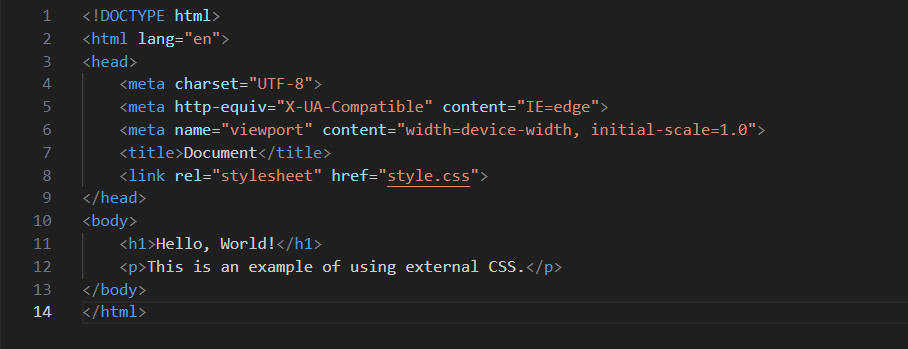 1 <!DOCTYPE html>
2 <html lang="en">
3 <head>
4     <meta charset="UTF-8">
5     <meta http-equiv="X-UA-Compatible" content="IE=edge">
6     <meta name="viewport" content="width=device-width, initial-scale=1.0">
7     <title>Document</title>
8     <link rel="stylesheet" href="style.css">
9 </head>
10 <body>
11     <h1>Hello, World!</h1>
12     <p>This is an example of using external CSS.</p>
13 </body>
14 </html>